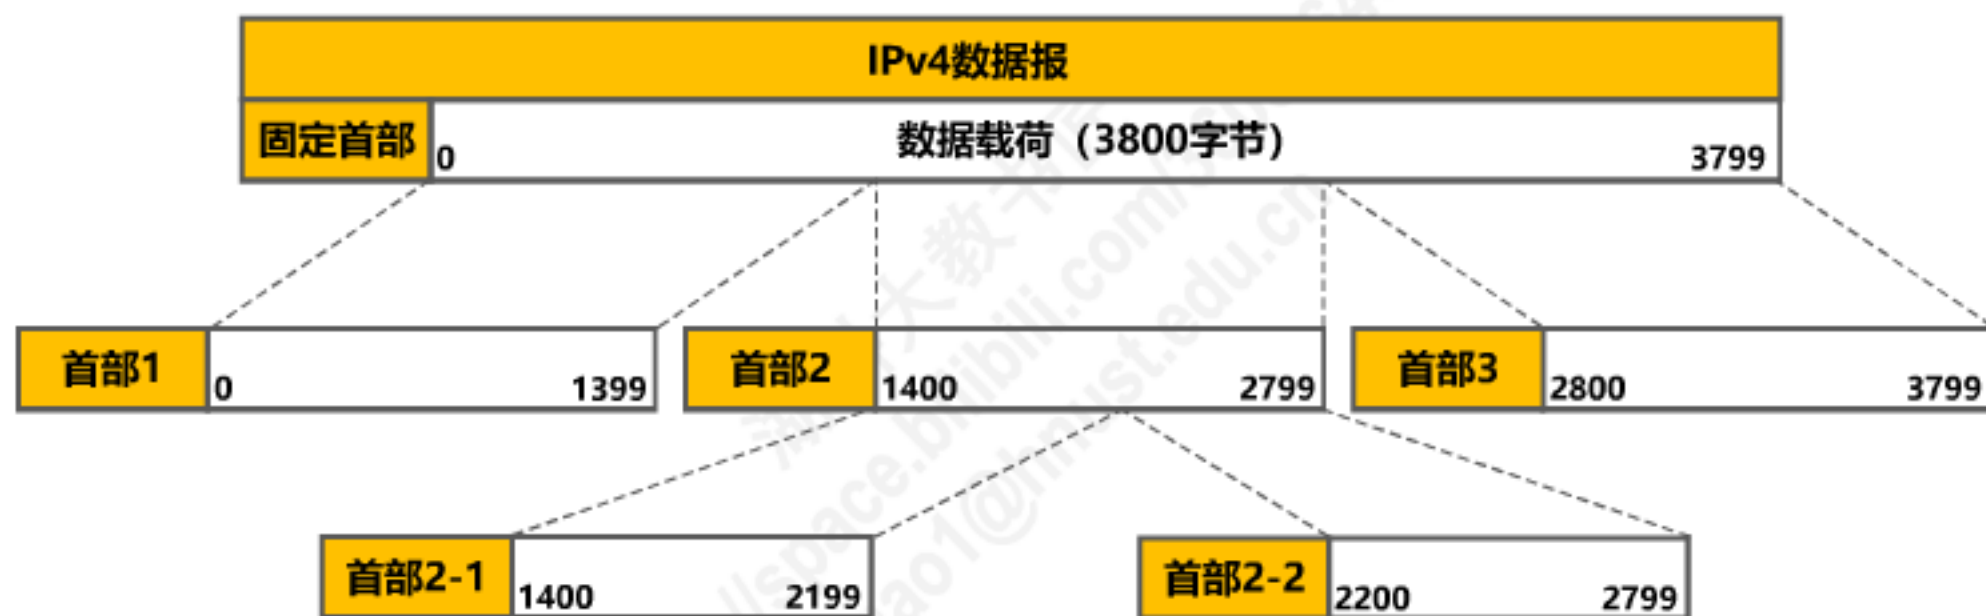 IPv4数据报
固定首部 0 数据载荷（3800字节） 3799
首部1 0 1399 首部2 1400 2799 首部3 2800 3799
首部2-1 1400 2199 首部2-2 2200 2799